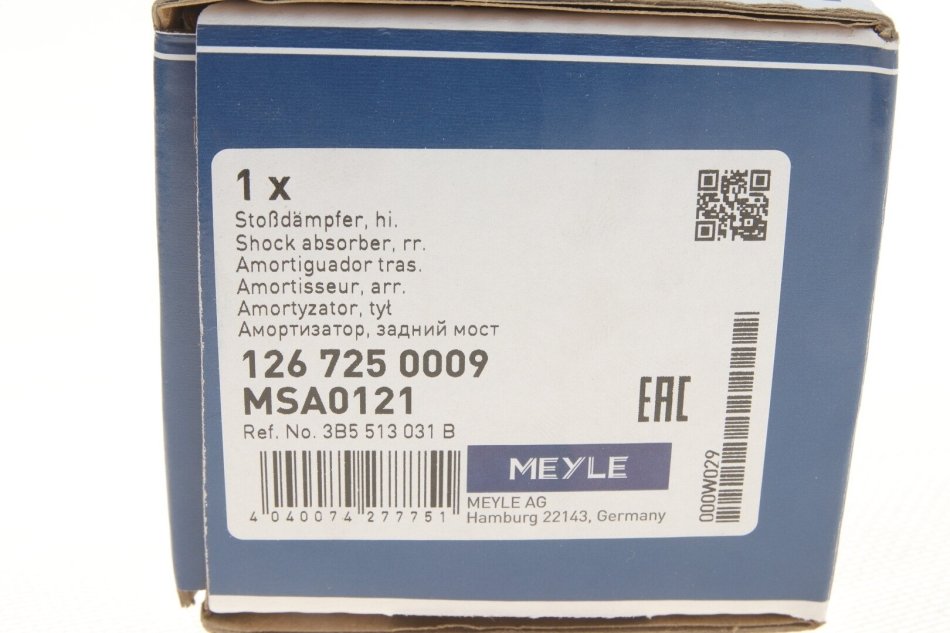 1 x
Stoßdämpfer, hi.
Shock absorber, rr.
Amortiguador tras.
Amortisseur, arr.
Amortyzator, tył
Амортизатор, задний мост
126 725 0009
MSA0121
Ref. No. 3B5 513 031 B
EAC
4 040074 277751
MEYLE
MEYLE AG
Hamburg 22143, Germany
000W029